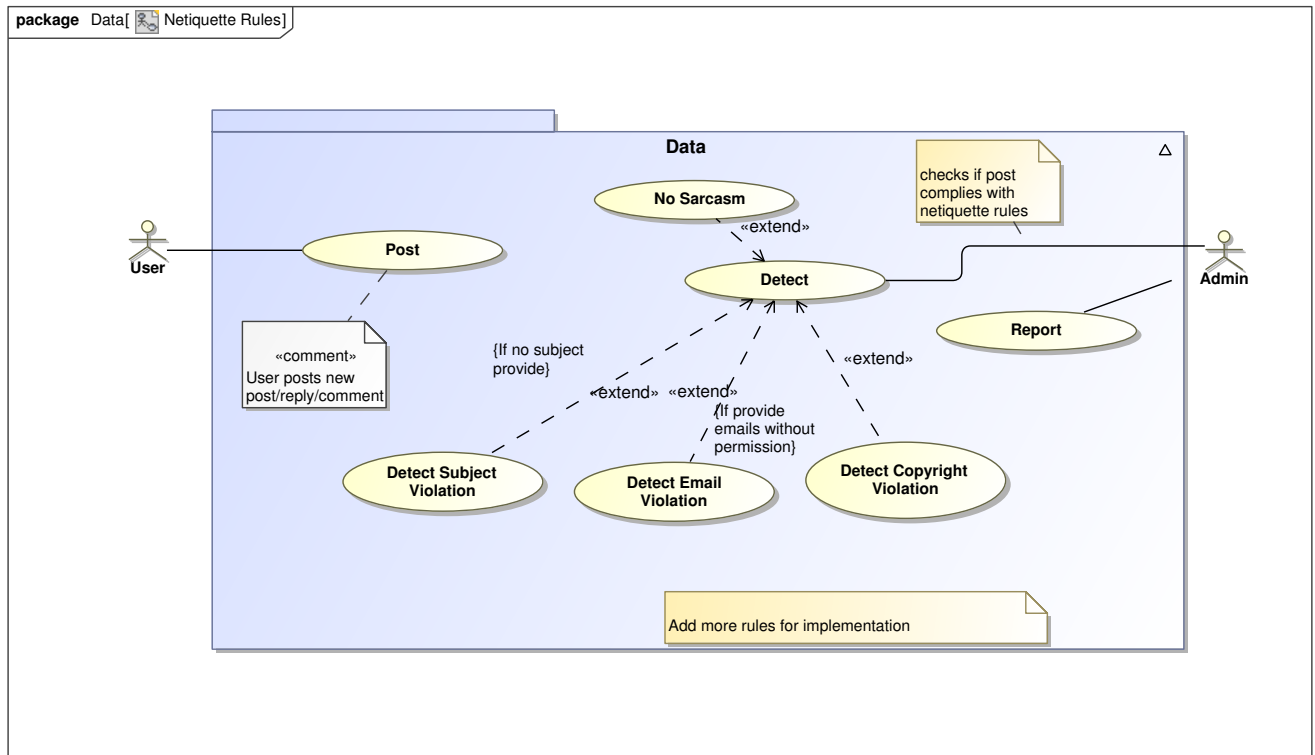 package Data[ Netiquette Rules]
Data
checks if post
complies with
netiquette rules
No Sarcasm
«extend»
User
Post
Detect
Admin
Report
«comment»
User posts new
post/reply/comment
{If no subject
provide}
«extend»
«extend»
«extend»
{If provide
emails without
permission}
Detect Subject
Violation
Detect Email
Violation
Detect Copyright
Violation
Add more rules for implementation